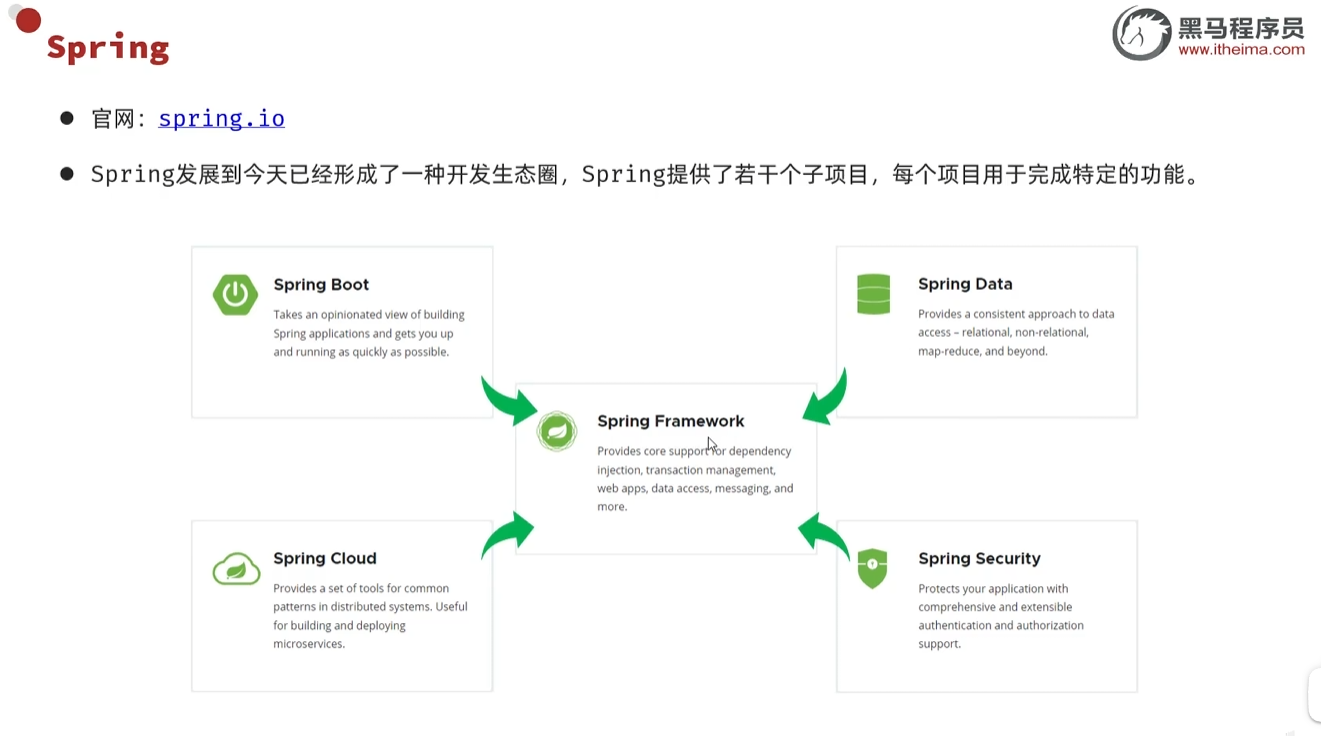 Spring
黑马程序员
www.itheima.com
官网：spring.io
Spring发展到今天已经形成了一种开发生态圈，Spring提供了若干个子项目，每个项目用于完成特定的功能。
Spring Boot
Takes an opinionated view of building
Spring applications and gets you up
and running as quickly as possible.
Spring Data
Provides a consistent approach to data
access – relational, non-relational,
map-reduce, and beyond.
Spring Framework
Provides core support for dependency
injection, transaction management,
web apps, data access, messaging, and
more.
Spring Cloud
Provides a set of tools for common
patterns in distributed systems. Useful
for building and deploying
microservices.
Spring Security
Protects your application with
comprehensive and extensible
authentication and authorization
support.